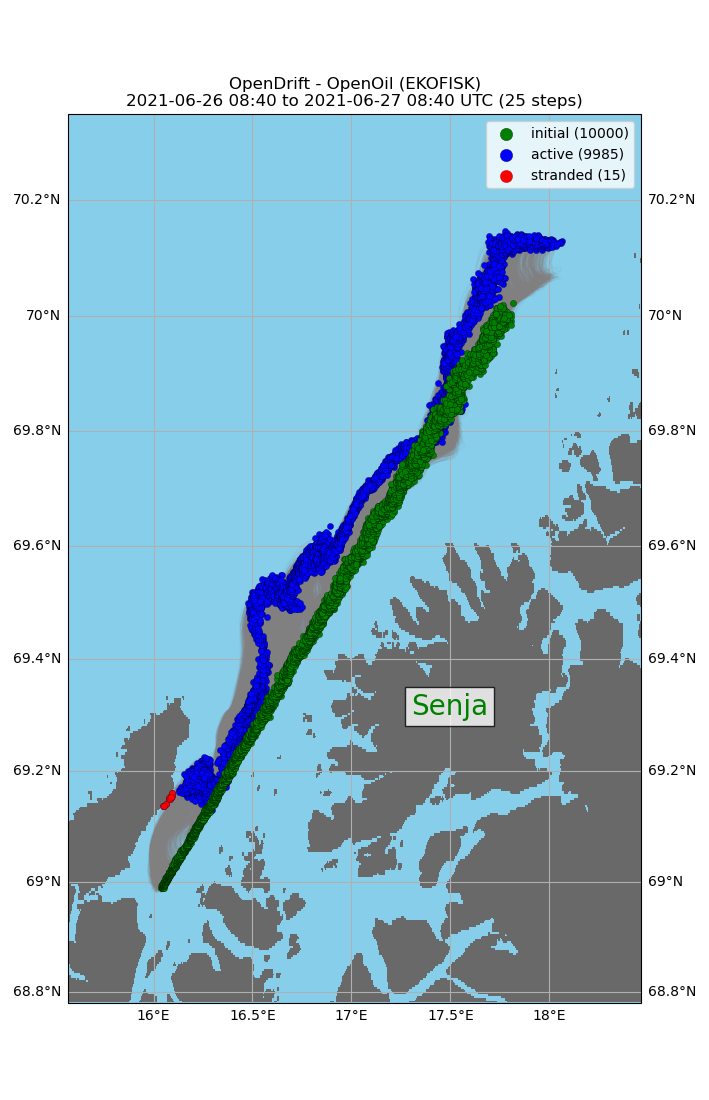 OpenDrift - OpenOil (EKOFISK)
2021-06-26 08:40 to 2021-06-27 08:40 UTC (25 steps)
initial (10000)
active (9985)
stranded (15)
70.2°N 70.2°N
70°N 70°N
69.8°N 69.8°N
69.6°N 69.6°N
69.4°N 69.4°N
Senja
69.2°N 69.2°N
69°N 69°N
68.8°N 68.8°N
16°E 16.5°E 17°E 17.5°E 18°E